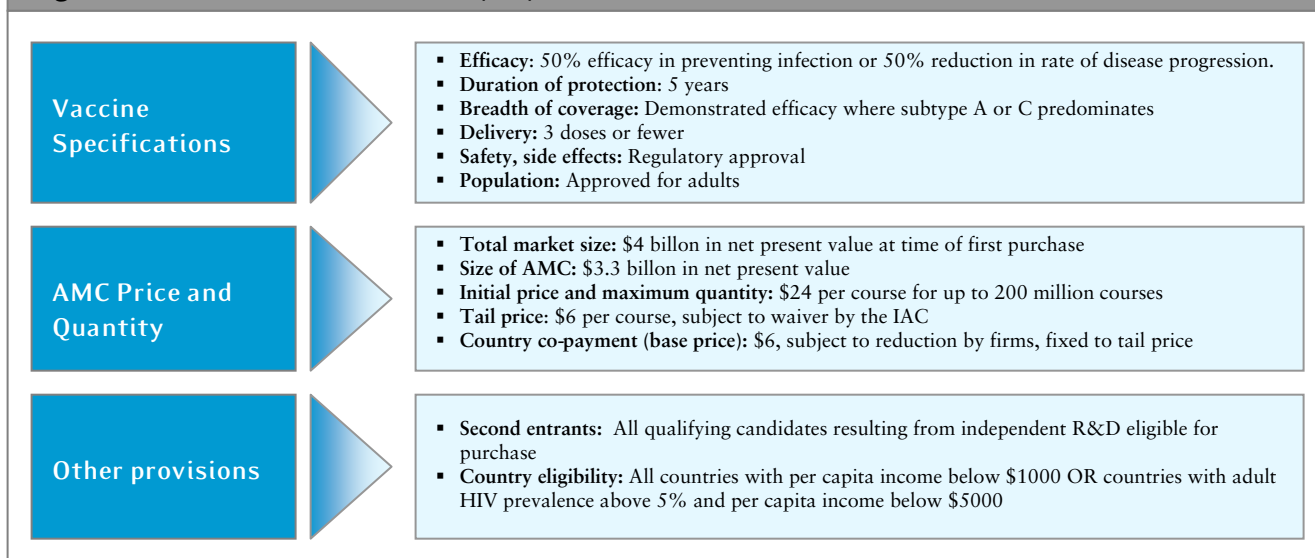 Vaccine
Specifications
▪ Efficacy: 50% efficacy in preventing infection or 50% reduction in rate of disease progression.
▪ Duration of protection: 5 years
▪ Breadth of coverage: Demonstrated efficacy where subtype A or C predominates
▪ Delivery: 3 doses or fewer
▪ Safety, side effects: Regulatory approval
▪ Population: Approved for adults
AMC Price and
Quantity
▪ Total market size: $4 billon in net present value at time of first purchase
▪ Size of AMC: $3.3 billon in net present value
▪ Initial price and maximum quantity: $24 per course for up to 200 million courses
▪ Tail price: $6 per course, subject to waiver by the IAC
▪ Country co-payment (base price): $6, subject to reduction by firms, fixed to tail price
Other provisions
▪ Second entrants: All qualifying candidates resulting from independent R&D eligible for
purchase
▪ Country eligibility: All countries with per capita income below $1000 OR countries with adult
HIV prevalence above 5% and per capita income below $5000